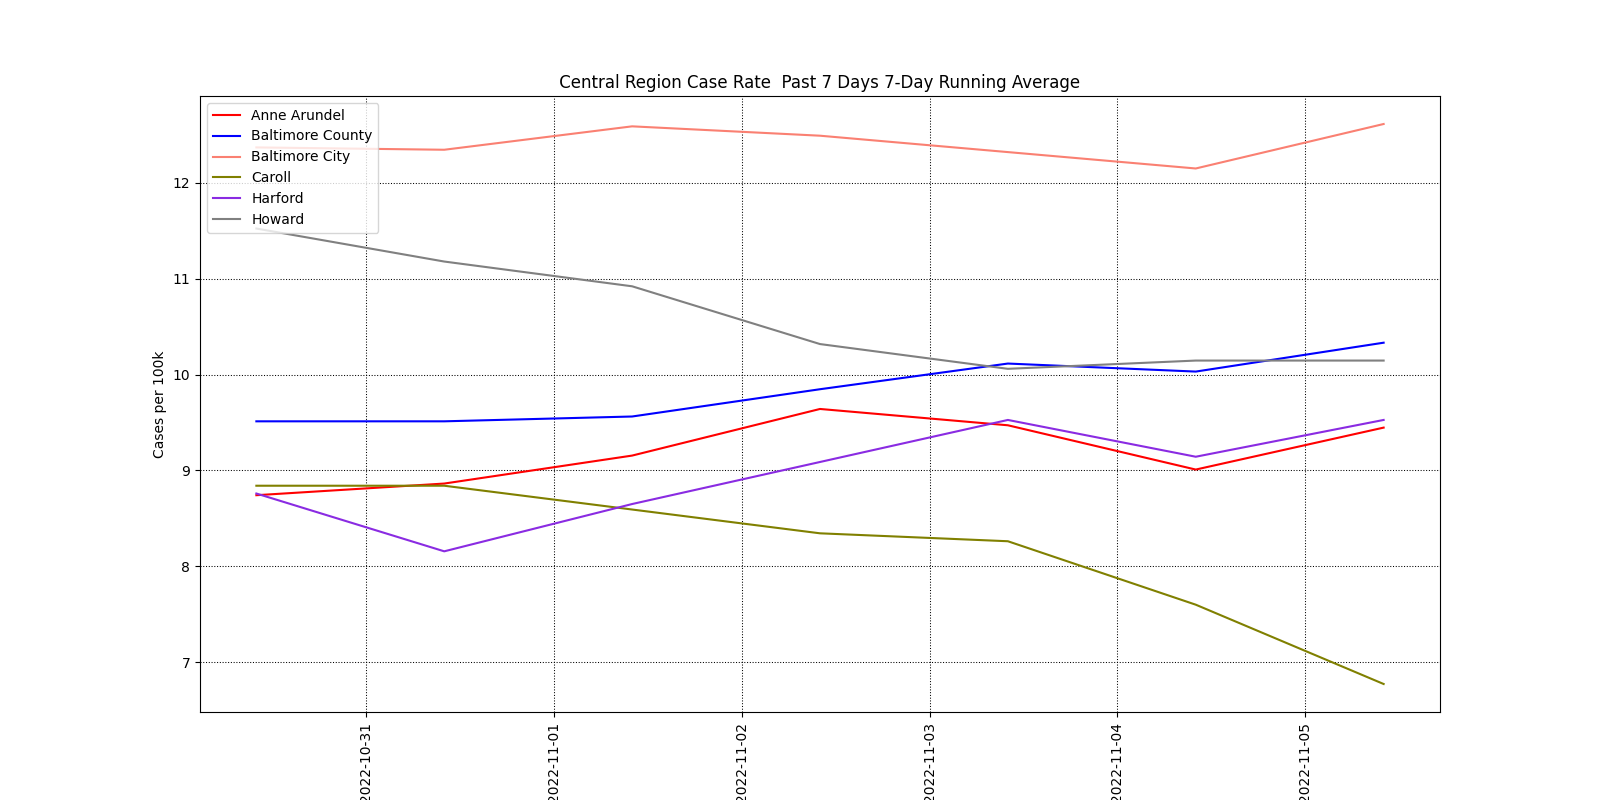 Central Region Case Rate  Past 7 Days 7-Day Running Average
Anne Arundel
Baltimore County
Baltimore City
Caroll
Harford
Howard
Cases per 100k
12
11
10
9
8
7
2022-10-31
2022-11-01
2022-11-02
2022-11-03
2022-11-04
2022-11-05